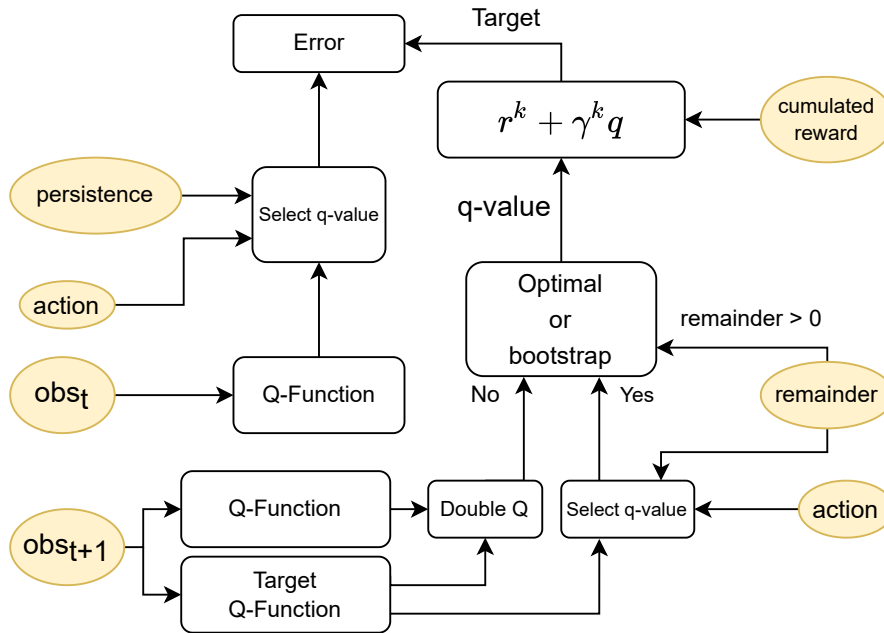 Target
Error
r^k + γ^k q
cumulated
reward
persistence
Select q-value
q-value
action
Optimal
or
bootstrap
remainder > 0
obs_t
Q-Function
No
Yes
remainder
obs_{t+1}
Q-Function
Double Q
Select q-value
action
Target
Q-Function